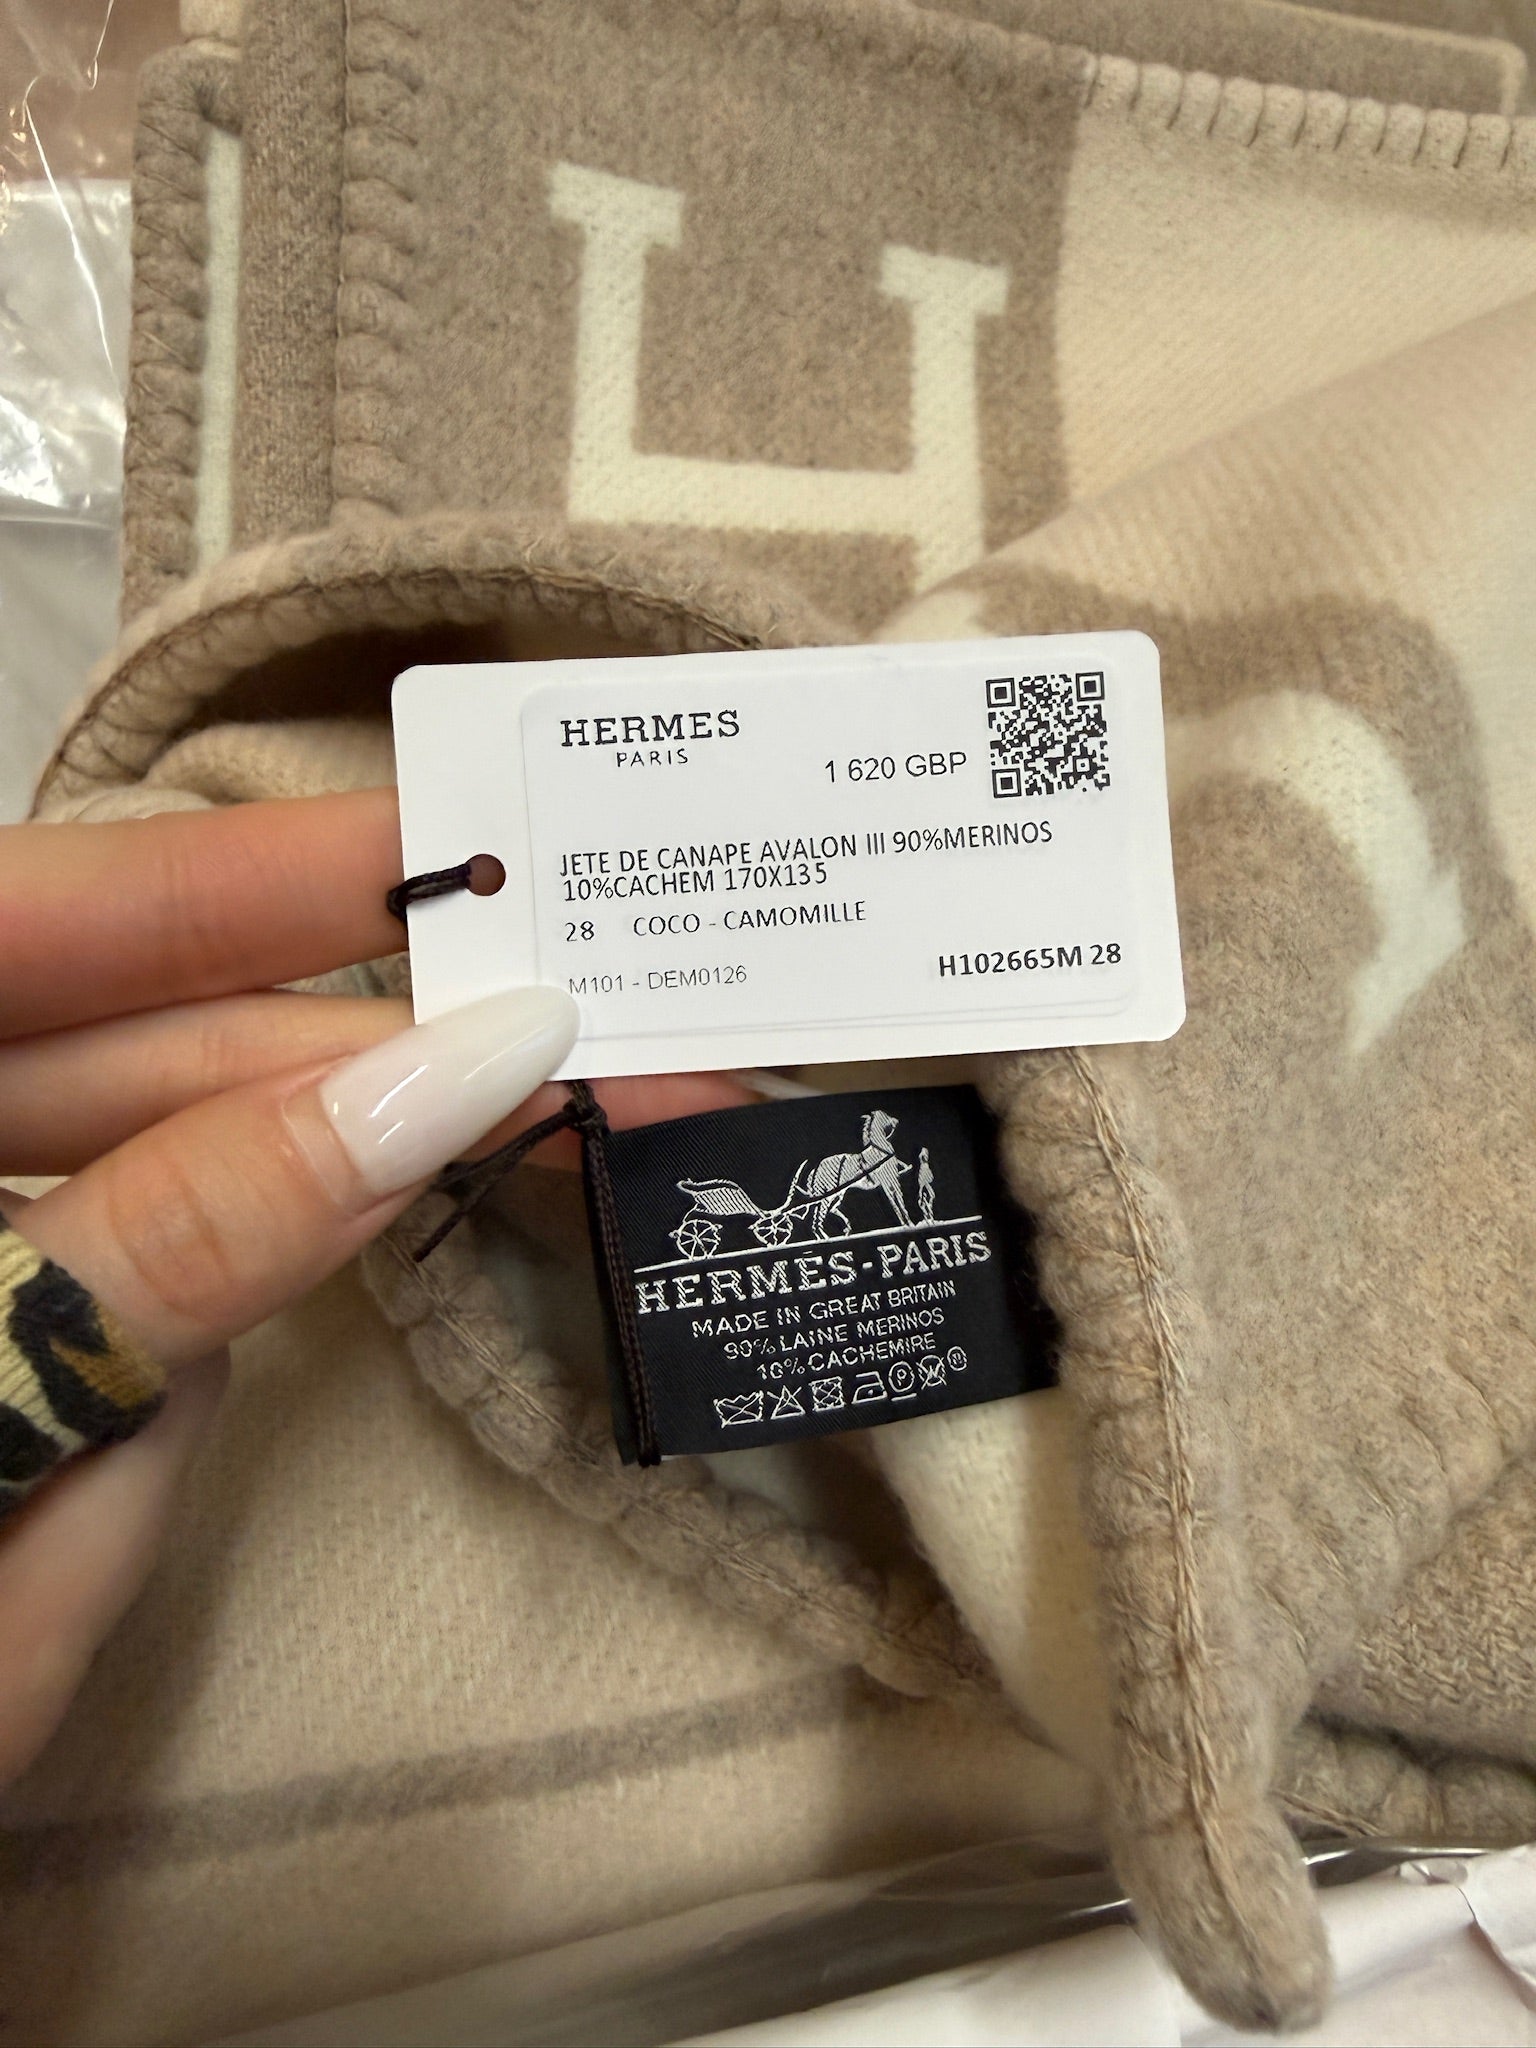 HERMES
PARIS
1 620 GBP
JETE DE CANAPE AVALON III 90%MERINOS
10%CACHEM 170X135
28 COCO - CAMOMILLE
M101 - DEM0126
H102665M 28
HERMÈS-PARIS
MADE IN GREAT BRITAIN
90% LAINE MERINOS
10% CACHEMIRE